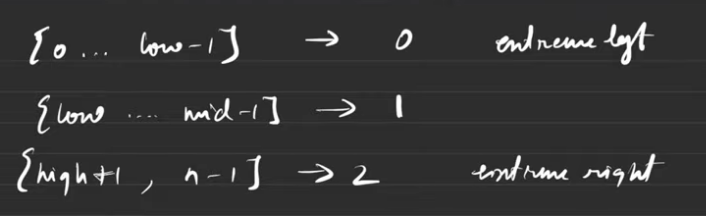 [0 ... low-1] → 0 extreme left
[low .... mid-1] → 1
[high+1, n-1] → 2 extreme right